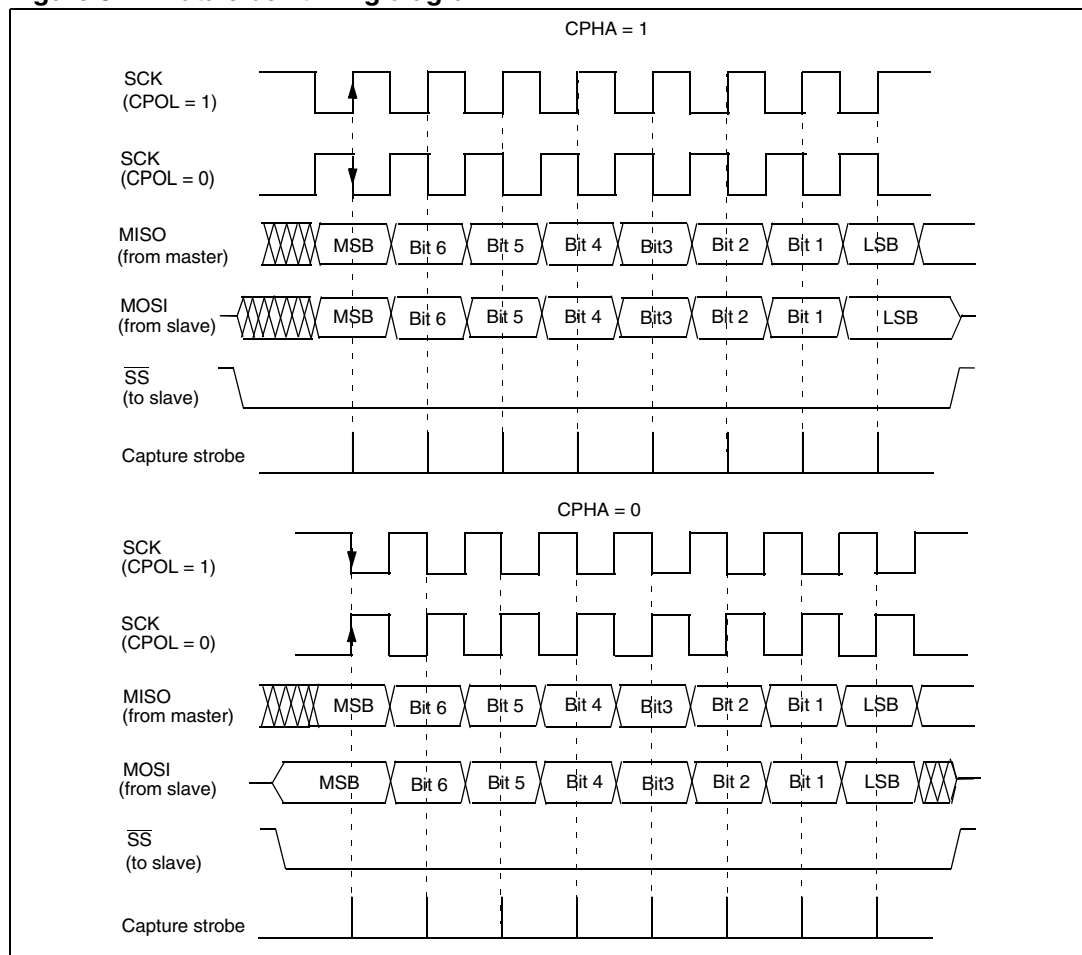 CPHA = 1
SCK
(CPOL = 1)
SCK
(CPOL = 0)
MISO
(from master)
MSB Bit 6 Bit 5 Bit 4 Bit3 Bit 2 Bit 1 LSB
MOSI
(from slave)
MSB Bit 6 Bit 5 Bit 4 Bit3 Bit 2 Bit 1 LSB
SS
(to slave)
Capture strobe
CPHA = 0
SCK
(CPOL = 1)
SCK
(CPOL = 0)
MISO
(from master)
MSB Bit 6 Bit 5 Bit 4 Bit3 Bit 2 Bit 1 LSB
MOSI
(from slave)
MSB Bit 6 Bit 5 Bit 4 Bit3 Bit 2 Bit 1 LSB
SS
(to slave)
Capture strobe